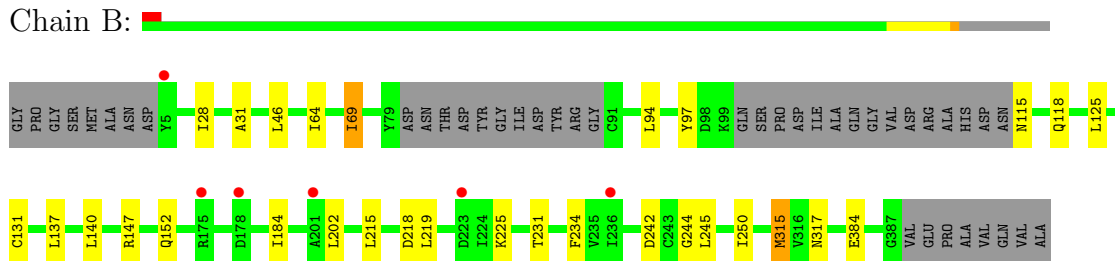 Chain B:
GLY PRO GLY SER MET ALA ASN ASP Y5 I28 A31 L46 I64 I69 Y79 ASP ASN THR ASP TYR GLY ILE ASP TYR ARG GLY C91 L94 Y97 D98 K99 GLN SER PRO ASP ILE ALA GLN GLY VAL ASP ARG ALA HIS ASP ASN N115 Q118 L125
C131 L137 L140 R147 Q152 R175 D178 I184 A201 L202 L215 D218 L219 D223 I224 K225 T231 F234 V235 I236 D242 C243 G244 L245 I250 M315 V316 N317 E384 G387 VAL GLU PRO ALA VAL GLN VAL ALA